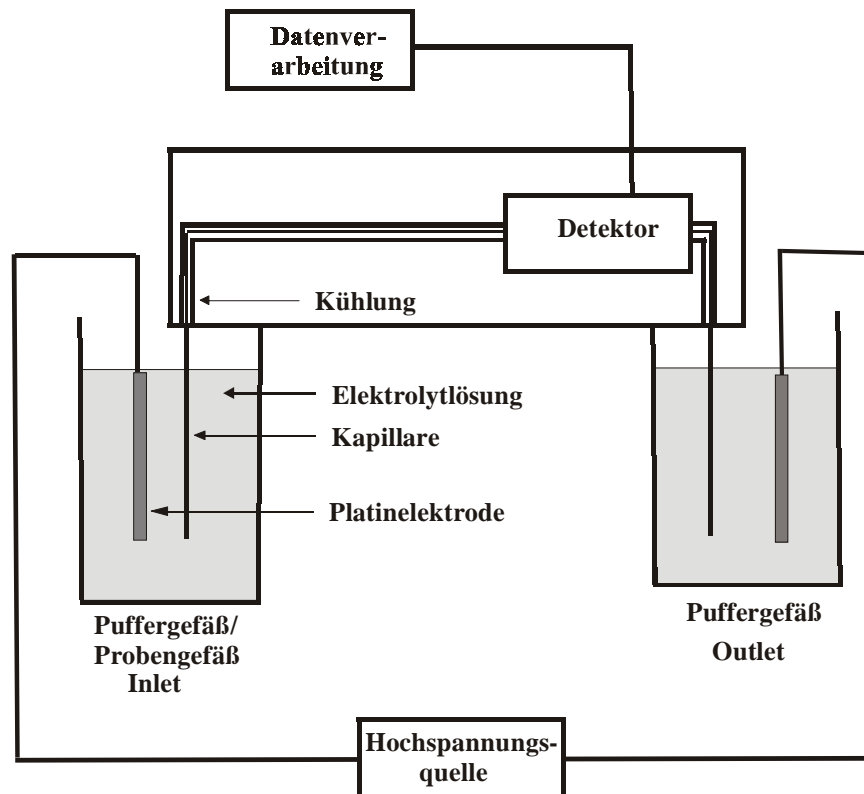 Datenver-
arbeitung
Detektor
Kühlung
Elektrolytlösung
Kapillare
Platinelektrode
Puffergefäß/
Probengefäß
Inlet
Puffergefäß
Outlet
Hochspannungs-
quelle